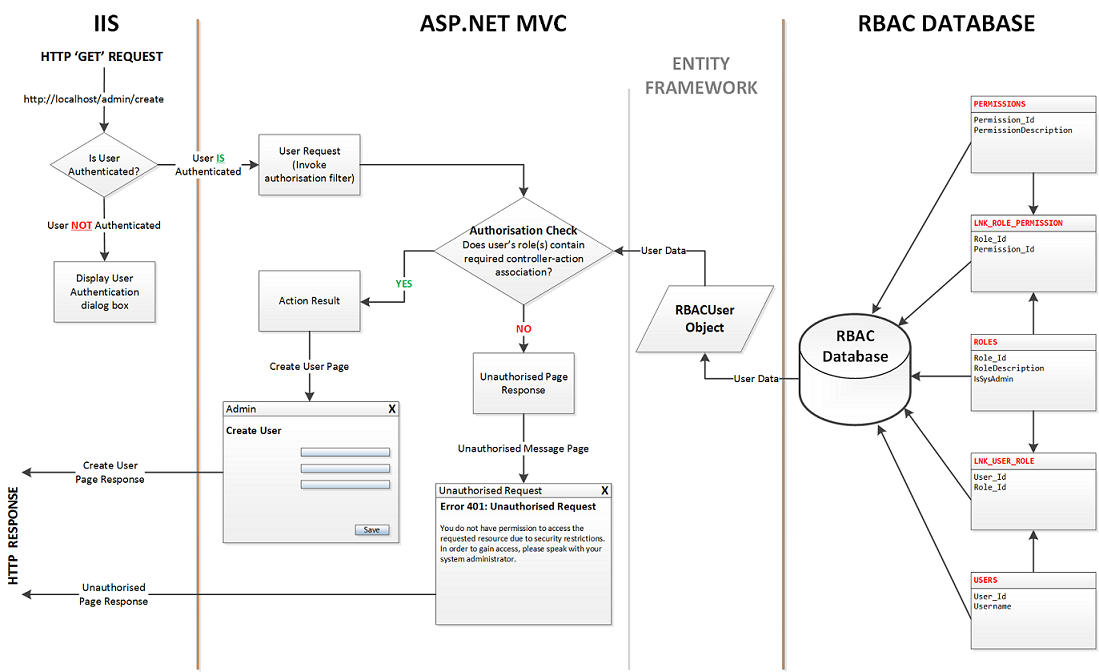 IIS
ASP.NET MVC
RBAC DATABASE
HTTP ‘GET’ REQUEST
http://localhost/admin/create
Is User
Authenticated?
User IS
Authenticated
User NOT Authenticated
Display User
Authentication
dialog box
User Request
(Invoke
authorisation filter)
Authorisation Check
Does user’s role(s) contain
required controller-action
association?
YES
NO
Action Result
Create User Page
Admin
X
Create User
Save
Unauthorised Page
Response
Unauthorised Message Page
Unauthorised Request
X
Error 401: Unauthorised Request
You do not have permission to access the
requested resource due to security restrictions.
In order to gain access, please speak with your
system administrator.
HTTP RESPONSE
Create User
Page Response
Unauthorised
Page Response
ENTITY
FRAMEWORK
User Data
RBACUser
Object
User Data
RBAC
Database
PERMISSIONS
Permission_Id
PermissionDescription
LNK_ROLE_PERMISSION
Role_Id
Permission_Id
ROLES
Role_Id
RoleDescription
IsSysAdmin
LNK_USER_ROLE
User_Id
Role_Id
USERS
User_Id
Username